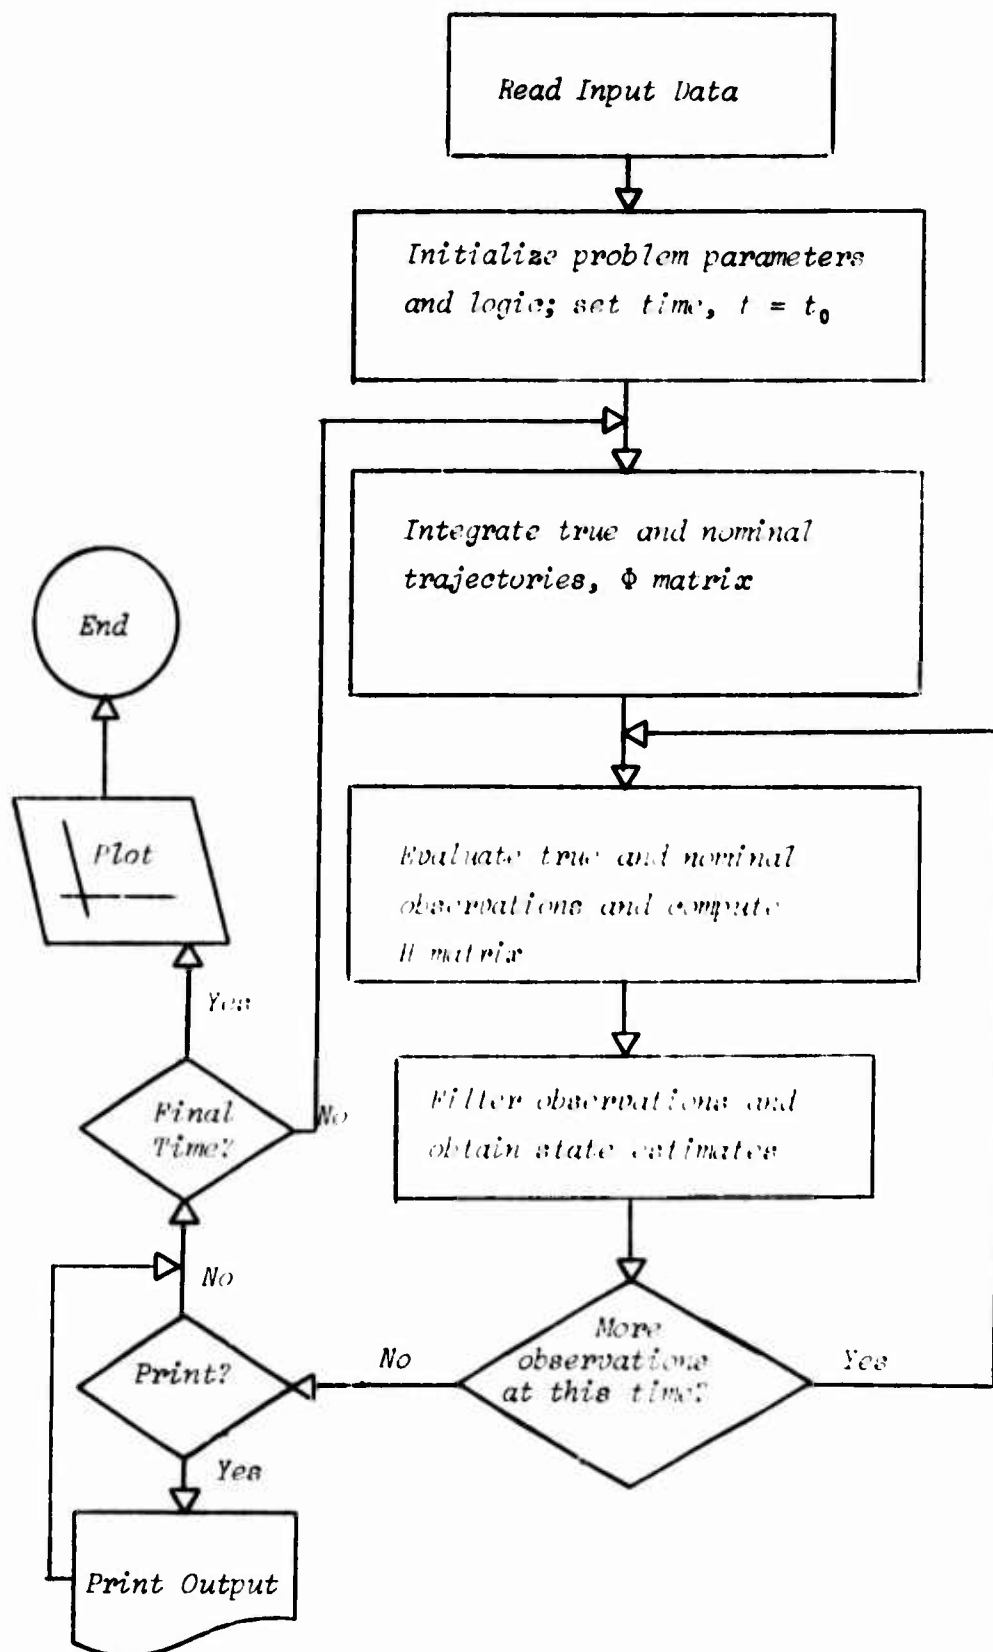 Read Input Data
Initialize problem parameters
and logic; set time, t = t₀
Integrate true and nominal
trajectories, Φ matrix
Evaluate true and nominal
observations and compute
H matrix
Filter observations and
obtain state estimates
More
observations
at this time?
Yes
No
Print?
Yes
Print Output
No
Final
Time?
No
Yes
Plot
End